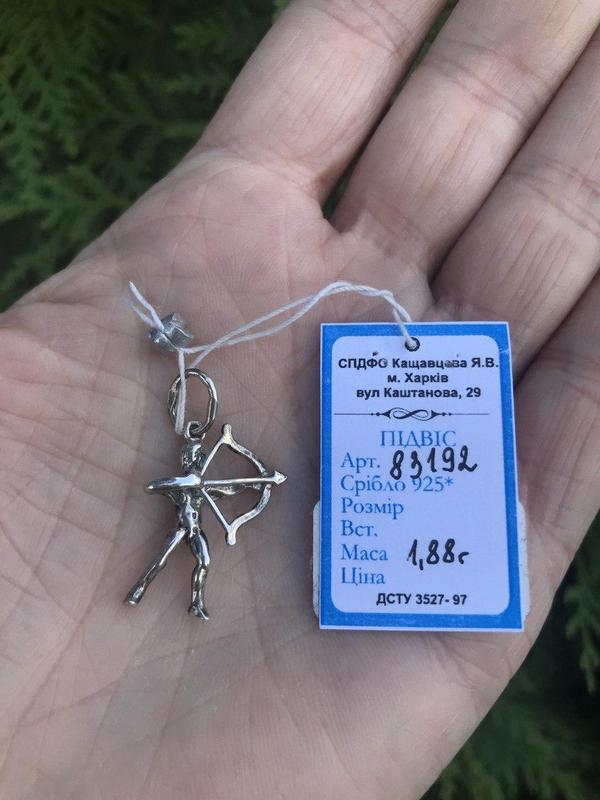 СПДФО Кащавцева Я.В.
м. Харків
вул Каштанова, 29
ПІДВІС
Арт. 83192
Срібло 925*
Розмір
Вст.
Маса 1,88г
Ціна
ДСТУ 3527- 97